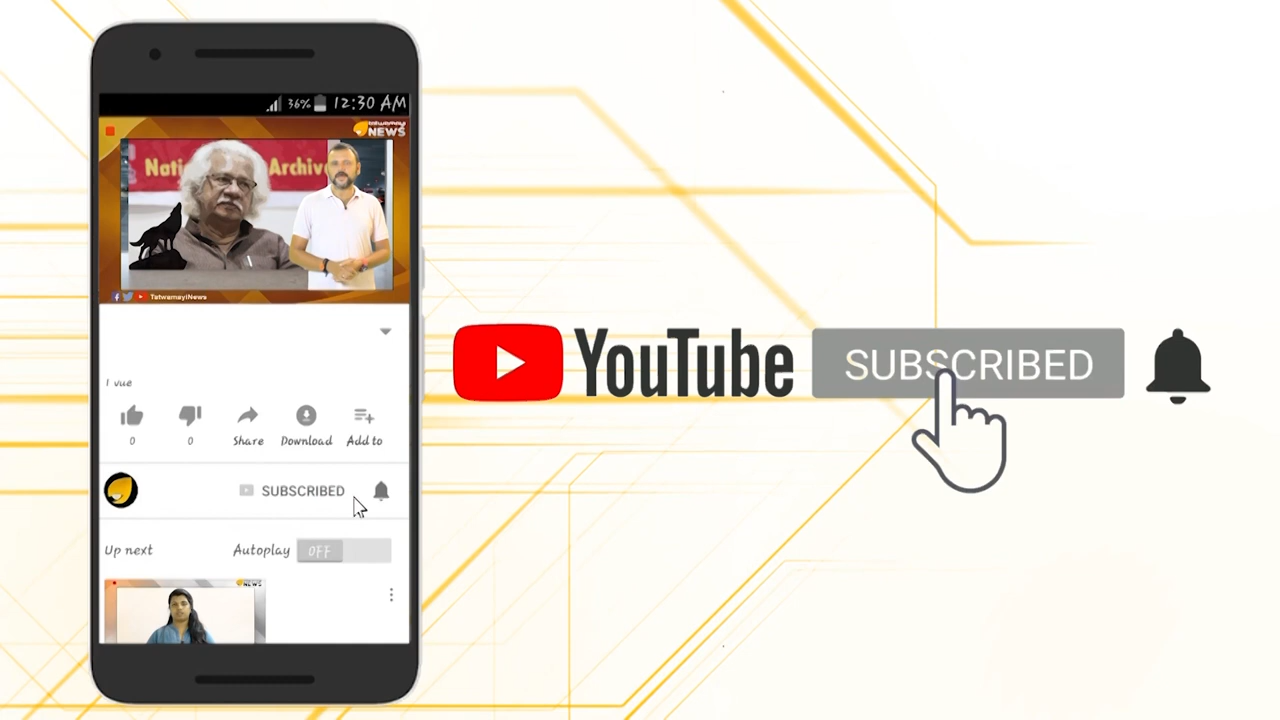 36% 12:30 AM
tatwamayi
NEWS
Nati
Archiv
TatwamayiNews
1 vue
0
0
Share
Download
Add to
SUBSCRIBED
Up next
Autoplay
OFF
NEWS
YouTube
SUBSCRIBED